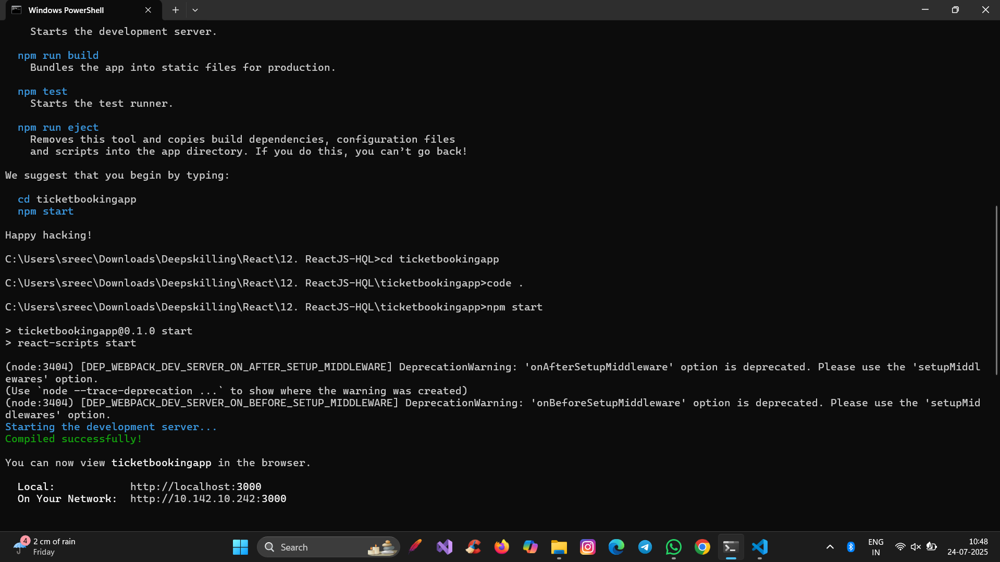 Windows PowerShell
Starts the development server.
npm run build
Bundles the app into static files for production.
npm test
Starts the test runner.
npm run eject
Removes this tool and copies build dependencies, configuration files
and scripts into the app directory. If you do this, you can’t go back!
We suggest that you begin by typing:
cd ticketbookingapp
npm start
Happy hacking!
C:\Users\sreec\Downloads\Deepskilling\React\12. ReactJS-HQL>cd ticketbookingapp
C:\Users\sreec\Downloads\Deepskilling\React\12. ReactJS-HQL\ticketbookingapp>code .
C:\Users\sreec\Downloads\Deepskilling\React\12. ReactJS-HQL\ticketbookingapp>npm start
> ticketbookingapp@0.1.0 start
> react-scripts start
(node:3404) [DEP_WEBPACK_DEV_SERVER_ON_AFTER_SETUP_MIDDLEWARE] DeprecationWarning: 'onAfterSetupMiddleware' option is deprecated. Please use the 'setupMiddl
ewares' option.
(Use `node --trace-deprecation ...` to show where the warning was created)
(node:3404) [DEP_WEBPACK_DEV_SERVER_ON_BEFORE_SETUP_MIDDLEWARE] DeprecationWarning: 'onBeforeSetupMiddleware' option is deprecated. Please use the 'setupMid
dlewares' option.
Starting the development server...
Compiled successfully!
You can now view ticketbookingapp in the browser.
Local: http://localhost:3000
On Your Network: http://10.142.10.242:3000
4
2 cm of rain
Friday
Search
ENG
IN
10:48
24-07-2025